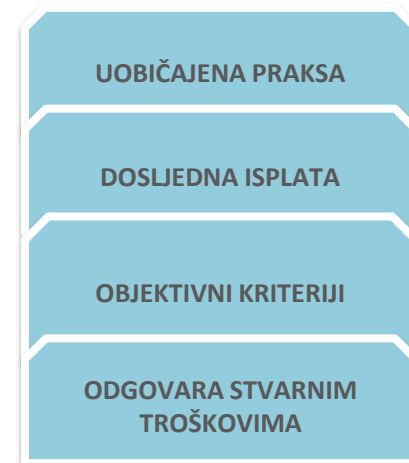 UOBIČAJENA PRAKSA
DOSLJEDNA ISPLATA
OBJEKTIVNI KRITERIJI
ODGOVARA STVARNIM
TROŠKOVIMA